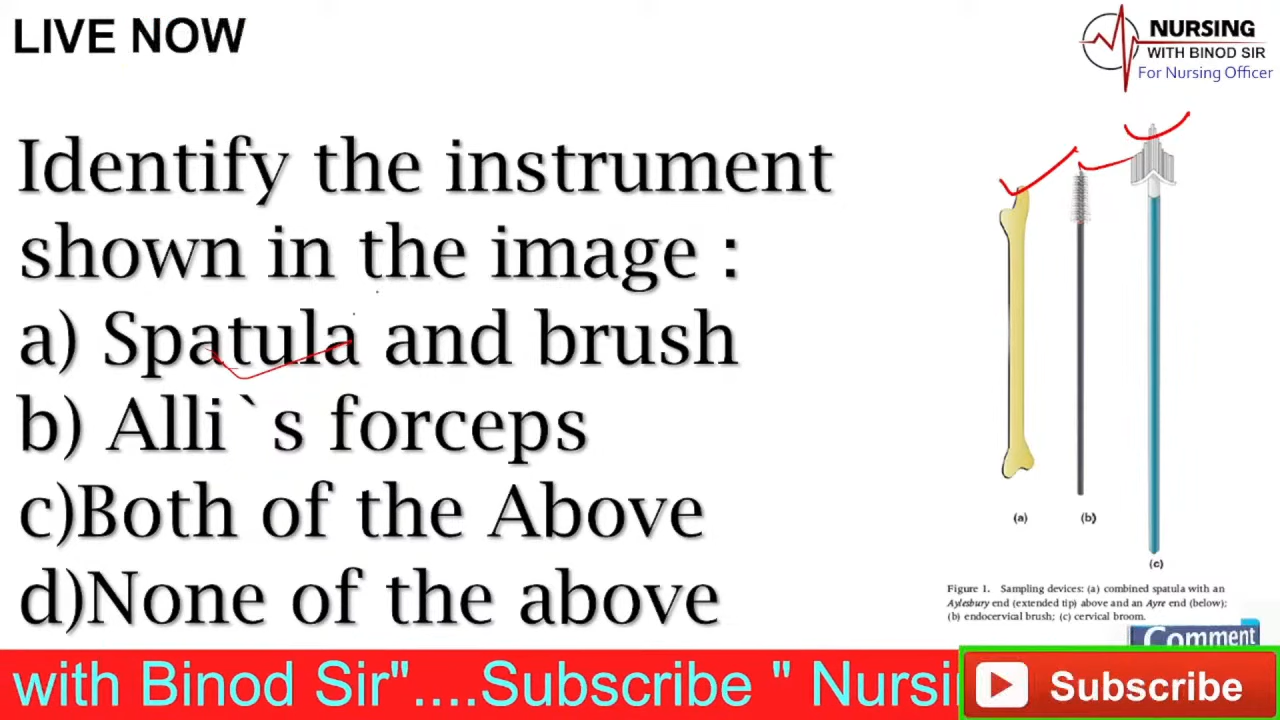 LIVE NOW
NURSING
WITH BINOD SIR
For Nursing Officer
Identify the instrument
shown in the image :
a) Spatula and brush
b) Alli`s forceps
c)Both of the Above
d)None of the above
(a)
(b)
(c)
Figure 1. Sampling devices: (a) combined spatula with an
Aylesbury end (extended tip) above and an Ayre end (below);
(b) endocervical brush; (c) cervical broom.
Comment
with Binod Sir"....Subscribe " Nursi
Subscribe